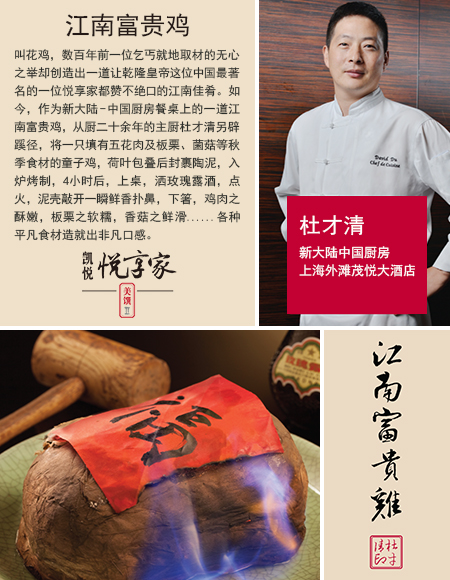 江南富贵鸡
叫花鸡，数百年前一位乞丐就地取材的无心
之举却创造出一道让乾隆皇帝这位中国最著
名的一位悦享家都赞不绝口的江南佳肴。如
今，作为新大陆-中国厨房餐桌上的一道江
南富贵鸡，从厨二十余年的主厨杜才清另辟
蹊径，将一只填有五花肉及板栗、菌菇等秋
季食材的童子鸡，荷叶包叠后封裹陶泥，入
炉烤制，4小时后，上桌，洒玫瑰露酒，点
火，泥壳敲开一瞬鲜香扑鼻，下箸，鸡肉之
酥嫩，板栗之软糯，香菇之鲜滑……各种
平凡食材造就出非凡口感。
凯悦 悦享家
美馔
David Du
Chef de Cuisine
杜才清
新大陆中国厨房
上海外滩茂悦大酒店
江南富貴雞